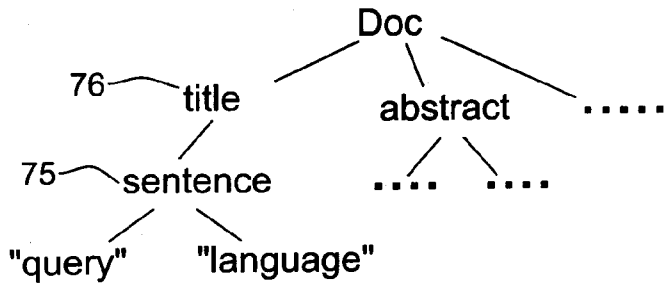 Doc
76 title abstract .....
75 sentence .... ....
"query" "language"